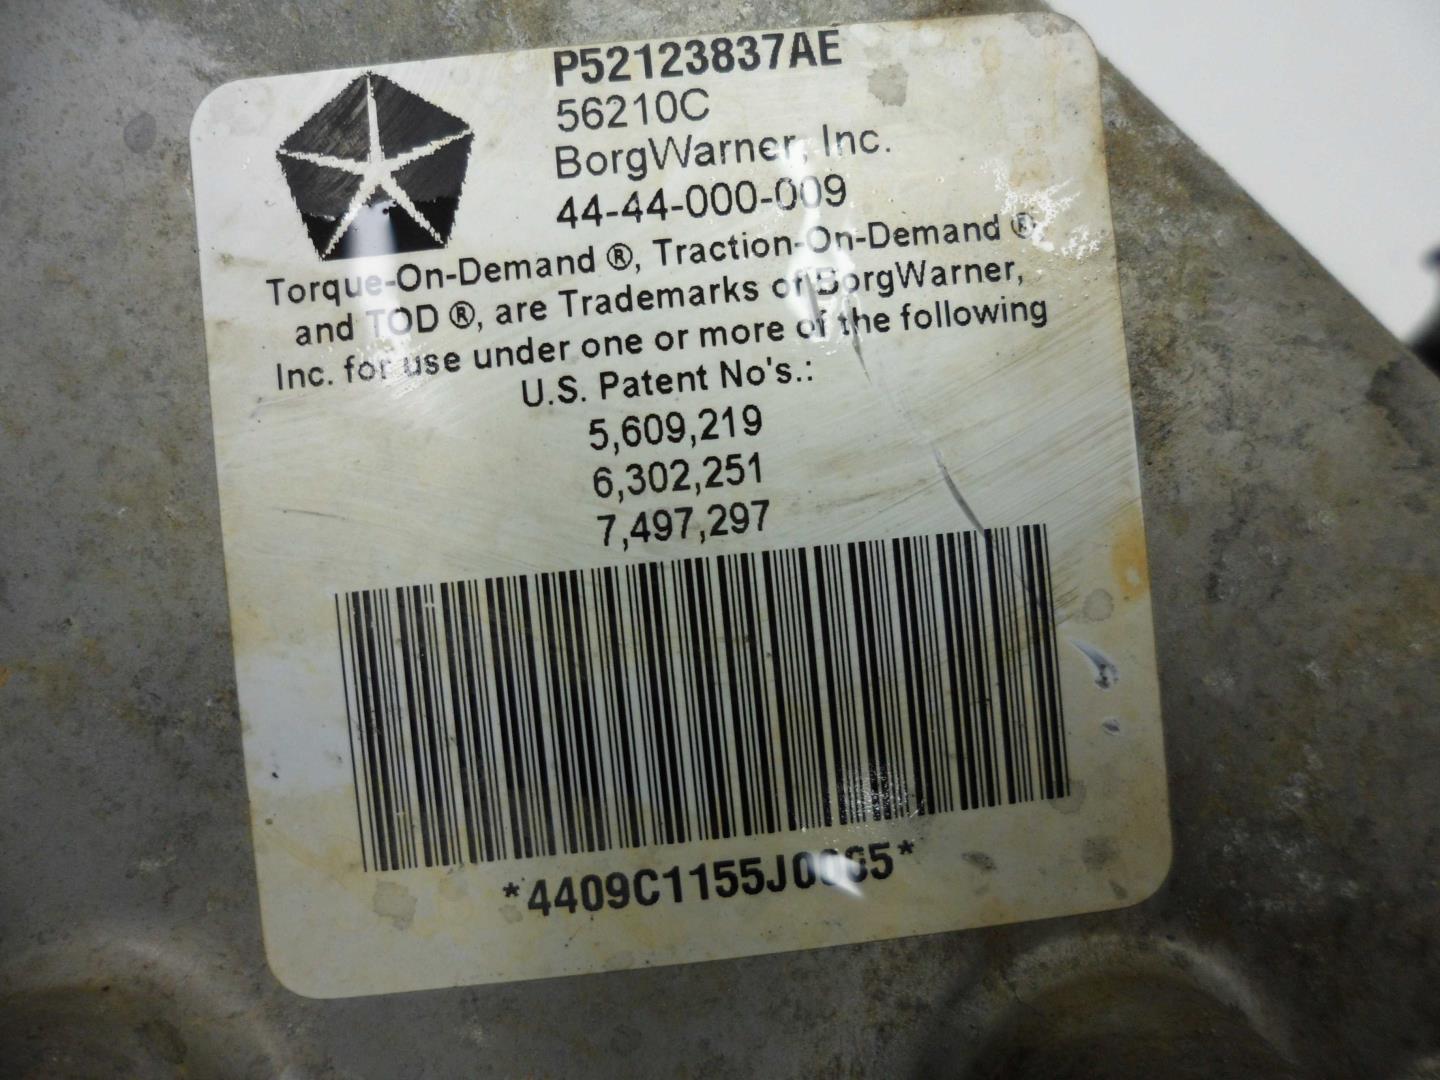 P52123837AE
56210C
BorgWarner, Inc.
44-44-000-009
Torque-On-Demand ®, Traction-On-Demand ®,
and TOD ®, are Trademarks of BorgWarner,
Inc. for use under one or more of the following
U.S. Patent No's.:
5,609,219
6,302,251
7,497,297